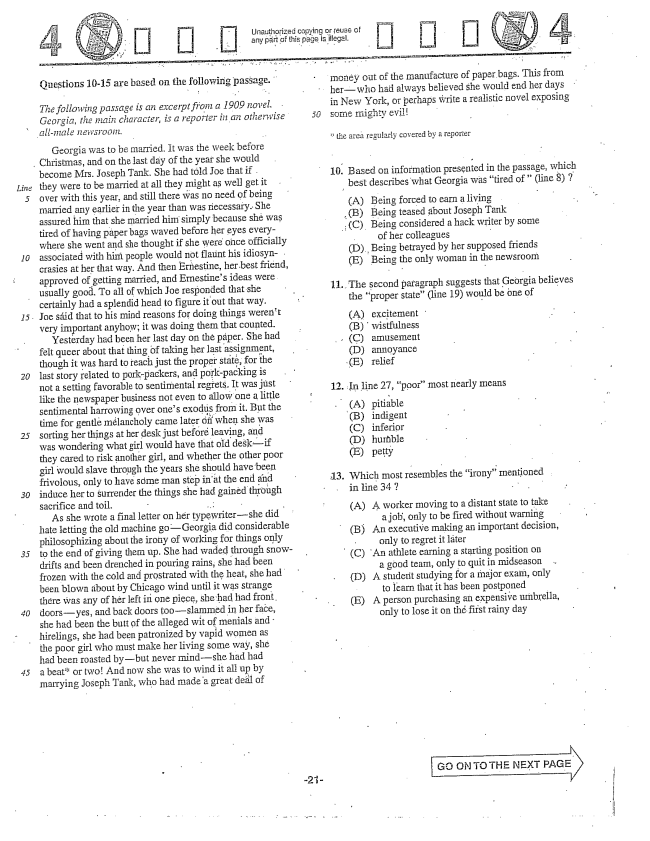 4
Unauthorized copying or reuse of
any part of this page is illegal.
4
Questions 10-15 are based on the following passage.
The following passage is an excerpt from a 1909 novel.
Georgia, the main character, is a reporter in an otherwise
all-male newsroom.
Georgia was to be married. It was the week before
Christmas, and on the last day of the year she would
become Mrs. Joseph Tank. She had told Joe that if
Line they were to be married at all they might as well get it
5 over with this year, and still there was no need of being
married any earlier in the year than was necessary. She
assured him that she married him simply because she was
tired of having paper bags waved before her eyes every-
where she went and she thought if she were once officially
10 associated with him people would not flaunt his idiosyn-
crasies at her that way. And then Ernestine, her best friend,
approved of getting married, and Ernestine's ideas were
usually good. To all of which Joe responded that she
certainly had a splendid head to figure it out that way.
15 Joe said that to his mind reasons for doing things weren't
very important anyhow; it was doing them that counted.
Yesterday had been her last day on the paper. She had
felt queer about that thing of taking her last assignment,
though it was hard to reach just the proper state, for the
20 last story related to pork-packers, and pork-packing is
not a setting favorable to sentimental regrets. It was just
like the newspaper business not even to allow one a little
sentimental harrowing over one's exodus from it. But the
time for gentle melancholy came later on when she was
25 sorting her things at her desk just before leaving, and
was wondering what girl would have that old desk—if
they cared to risk another girl, and whether the other poor
girl would slave through the years she should have been
frivolous, only to have some man step in at the end and
30 induce her to surrender the things she had gained through
sacrifice and toil.
As she wrote a final letter on her typewriter—she did
hate letting the old machine go—Georgia did considerable
philosophizing about the irony of working for things only
35 to the end of giving them up. She had waded through snow-
drifts and been drenched in pouring rains, she had been
frozen with the cold and prostrated with the heat, she had
been blown about by Chicago wind until it was strange
there was any of her left in one piece, she had had front
40 doors—yes, and back doors too—slammed in her face,
she had been the butt of the alleged wit of menials and
hirelings, she had been patronized by vapid women as
the poor girl who must make her living some way, she
had been roasted by—but never mind—she had had
45 a beat* or two! And now she was to wind it all up by
marrying Joseph Tank, who had made a great deal of
money out of the manufacture of paper bags. This from
her—who had always believed she would end her days
in New York, or perhaps write a realistic novel exposing
50 some mighty evil!
* the area regularly covered by a reporter
10. Based on information presented in the passage, which
best describes what Georgia was "tired of" (line 8) ?
(A) Being forced to earn a living
(B) Being teased about Joseph Tank
(C) Being considered a hack writer by some
of her colleagues
(D) Being betrayed by her supposed friends
(E) Being the only woman in the newsroom
11. The second paragraph suggests that Georgia believes
the "proper state" (line 19) would be one of
(A) excitement
(B) wistfulness
(C) amusement
(D) annoyance
(E) relief
12. In line 27, "poor" most nearly means
(A) pitiable
(B) indigent
(C) inferior
(D) humble
(E) petty
13. Which most resembles the "irony" mentioned
in line 34 ?
(A) A worker moving to a distant state to take
a job, only to be fired without warning
(B) An executive making an important decision,
only to regret it later
(C) An athlete earning a starting position on
a good team, only to quit in midseason
(D) A student studying for a major exam, only
to learn that it has been postponed
(E) A person purchasing an expensive umbrella,
only to lose it on the first rainy day
GO ON TO THE NEXT PAGE
-21-